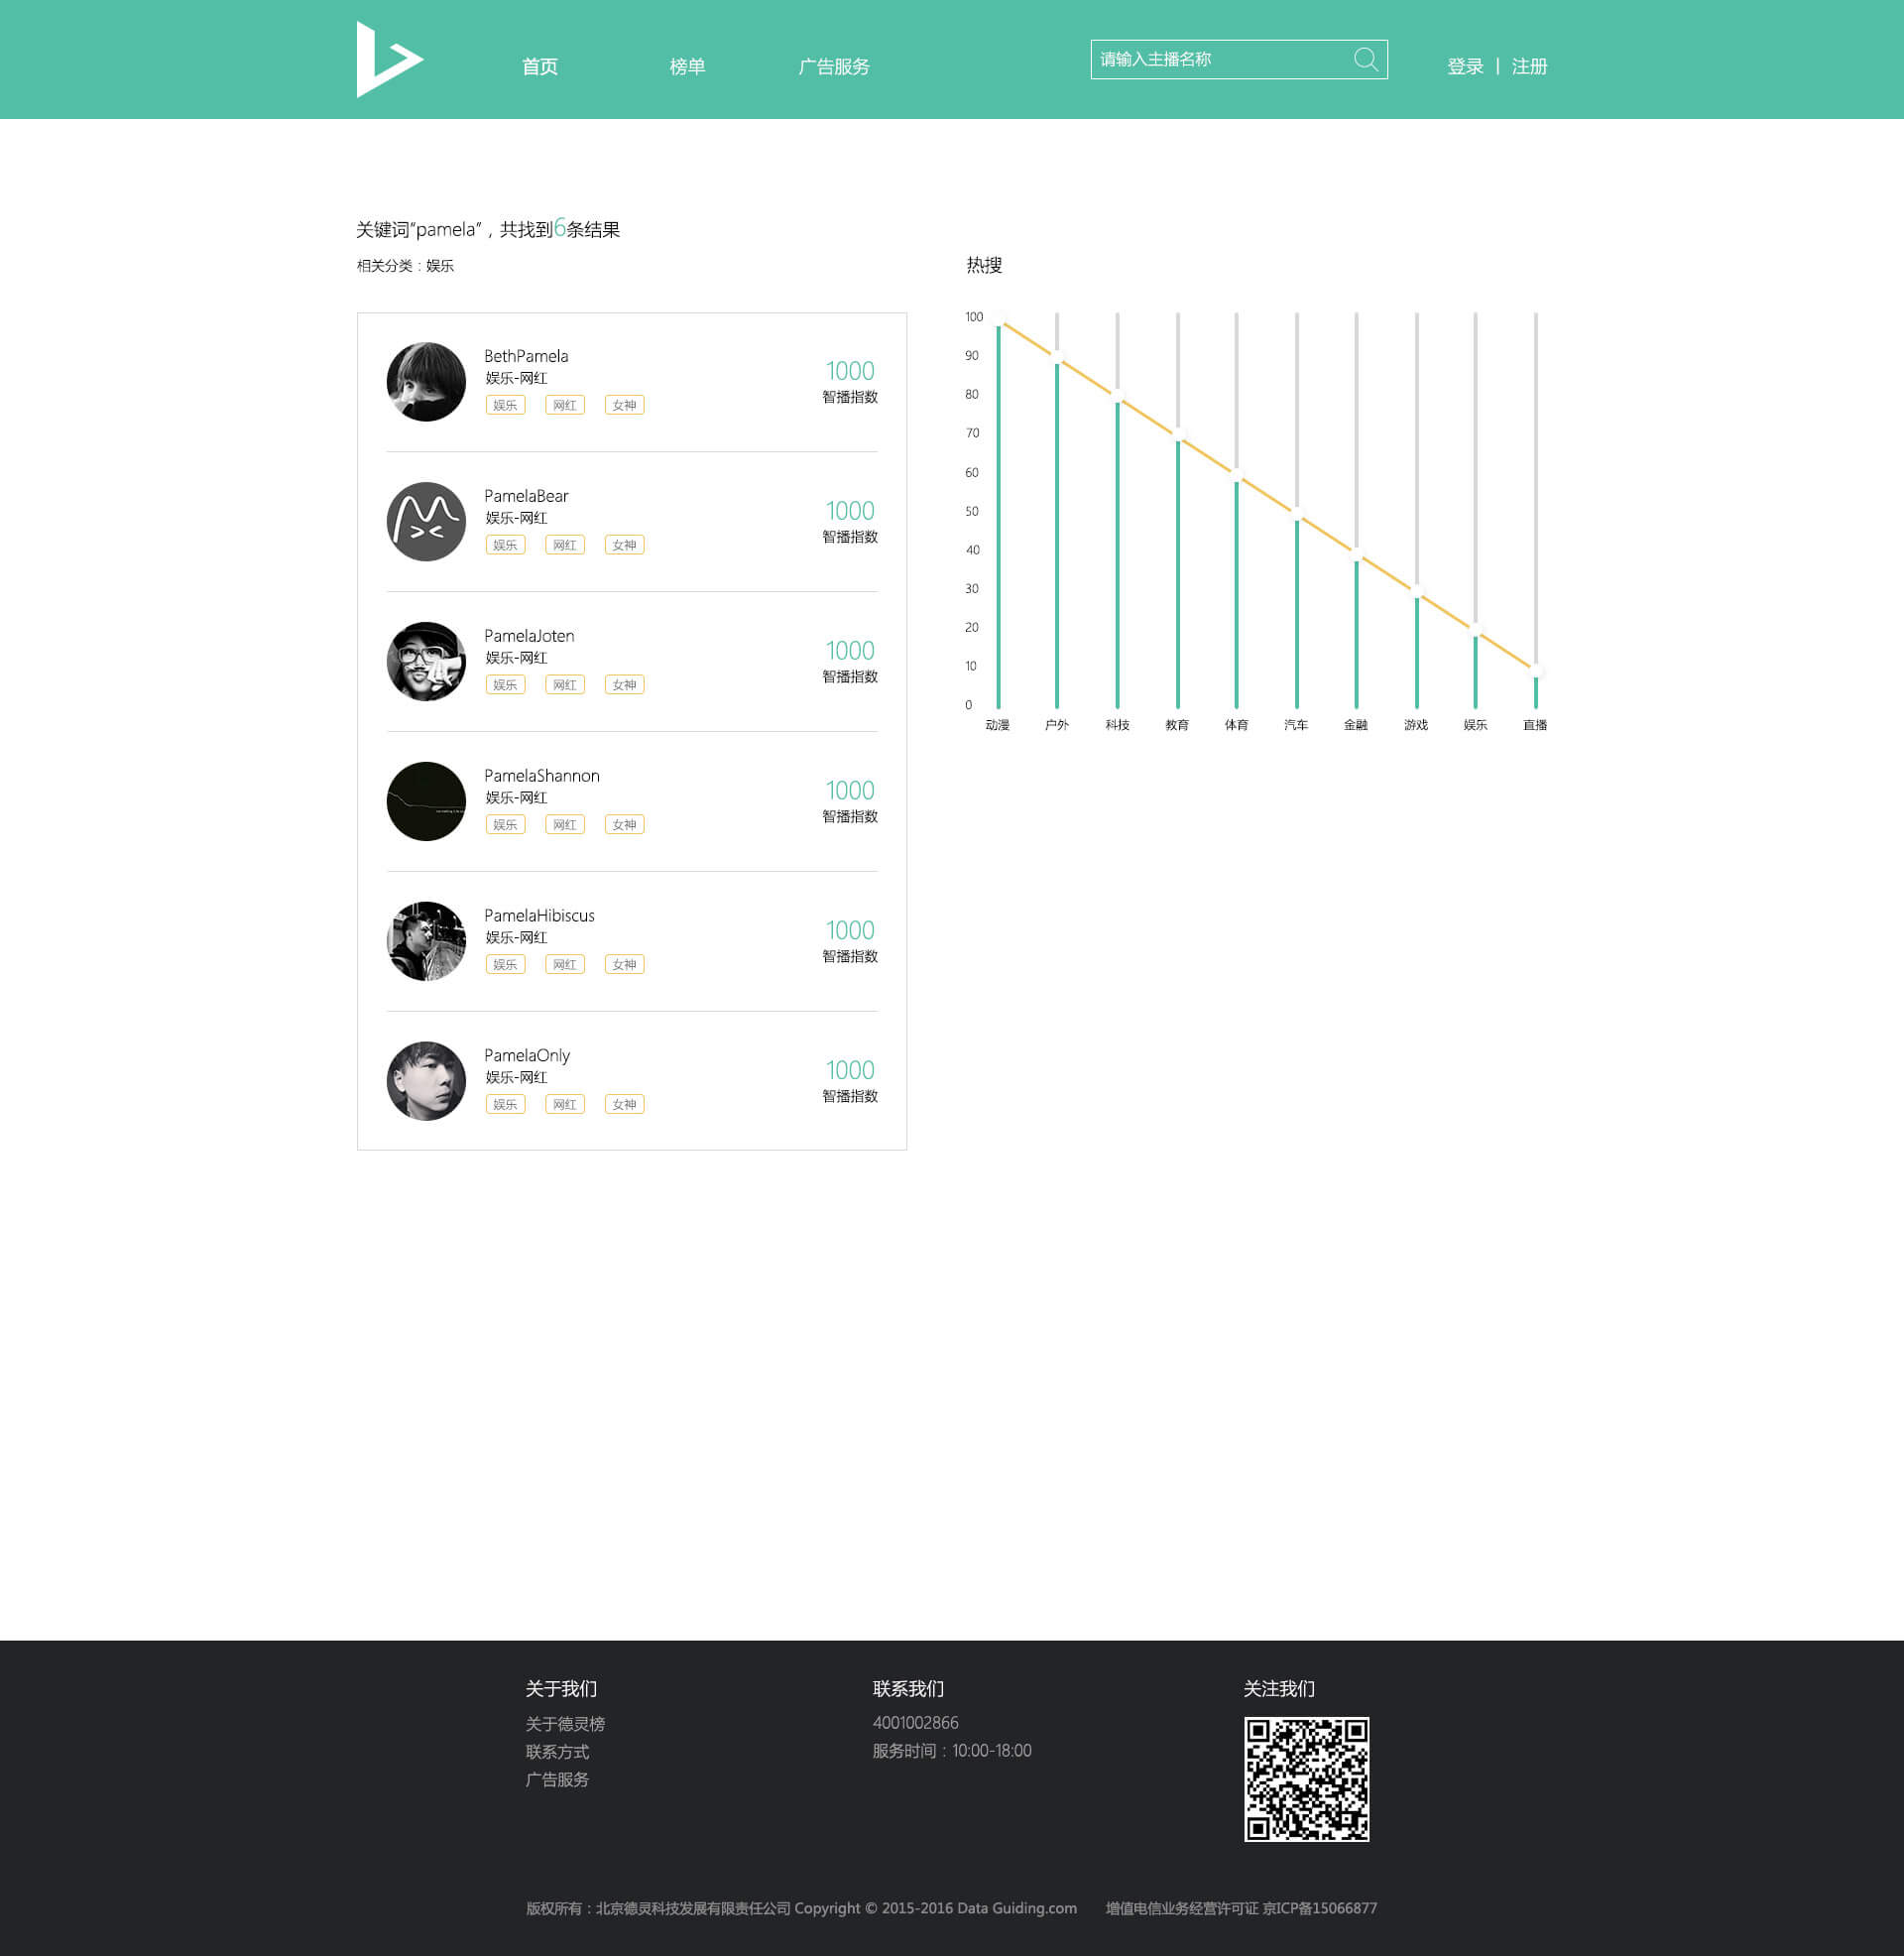 首页 榜单 广告服务 请输入主播名称 登录 | 注册
关键词“pamela”，共找到6条结果
相关分类：娱乐
BethPamela
娱乐-网红
娱乐 网红 女神
1000
智播指数
PamelaBear
娱乐-网红
娱乐 网红 女神
1000
智播指数
PamelaJoten
娱乐-网红
娱乐 网红 女神
1000
智播指数
PamelaShannon
娱乐-网红
娱乐 网红 女神
1000
智播指数
PamelaHibiscus
娱乐-网红
娱乐 网红 女神
1000
智播指数
PamelaOnly
娱乐-网红
娱乐 网红 女神
1000
智播指数
热搜
100
90
80
70
60
50
40
30
20
10
0
动漫 户外 科技 教育 体育 汽车 金融 游戏 娱乐 直播
关于我们
关于德灵榜
联系方式
广告服务
联系我们
4001002866
服务时间：10:00-18:00
关注我们
版权所有：北京德灵科技发展有限责任公司 Copyright © 2015-2016 Data Guiding.com 增值电信业务经营许可证 京ICP备15066877